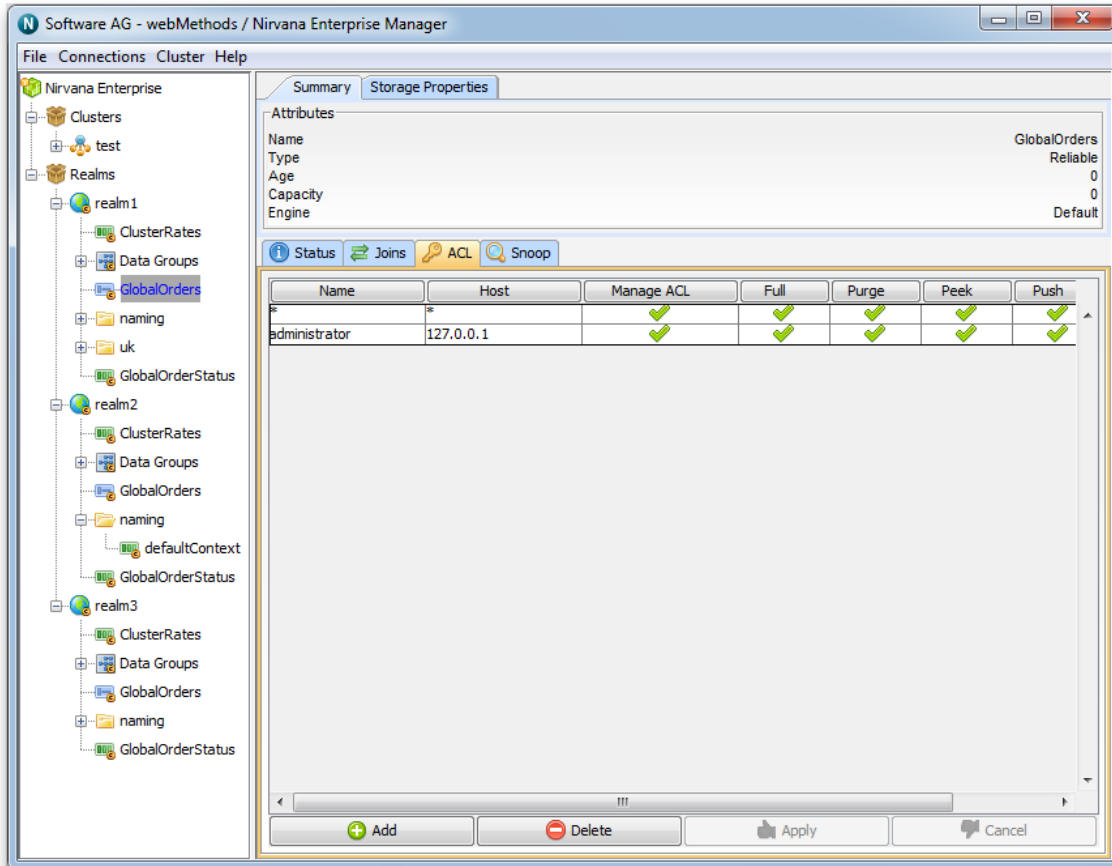 Software AG - webMethods / Nirvana Enterprise Manager
File Connections Cluster Help
Nirvana Enterprise
Clusters
test
Realms
realm1
ClusterRates
Data Groups
GlobalOrders
naming
uk
GlobalOrderStatus
realm2
ClusterRates
Data Groups
GlobalOrders
naming
defaultContext
GlobalOrderStatus
realm3
ClusterRates
Data Groups
GlobalOrders
naming
GlobalOrderStatus
Summary Storage Properties
Attributes
Name GlobalOrders
Type Reliable
Age 0
Capacity 0
Engine Default
Status Joins ACL Snoop
Name Host Manage ACL Full Purge Peek Push
* *
administrator 127.0.0.1
Add Delete Apply Cancel